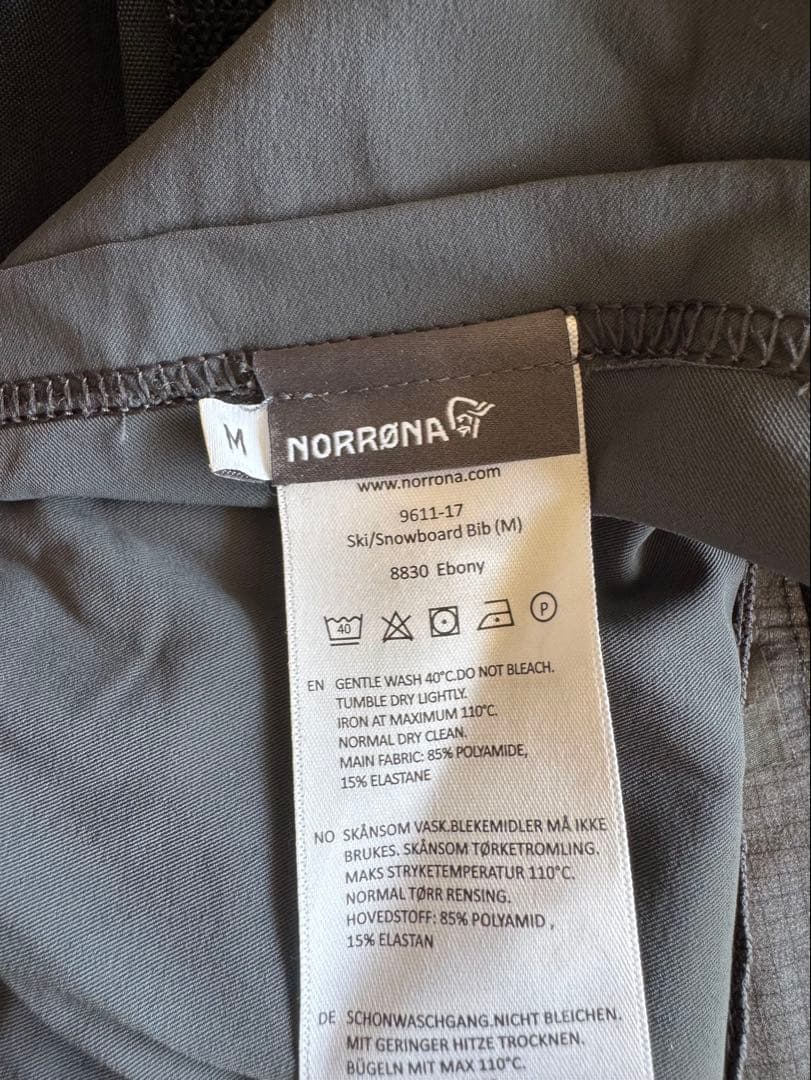 M
NORRØNA
www.norrona.com
9611-17
Ski/Snowboard Bib (M)
8830 Ebony
40 P
EN GENTLE WASH 40°C.DO NOT BLEACH.
TUMBLE DRY LIGHTLY.
IRON AT MAXIMUM 110°C.
NORMAL DRY CLEAN.
MAIN FABRIC: 85% POLYAMIDE,
15% ELASTANE
NO SKÅNSOM VASK.BLEKEMIDLER MÅ IKKE
BRUKES. SKÅNSOM TØRKETROMLING.
MAKS STRYKETEMPERATUR 110°C.
NORMAL TØRR RENSING.
HOVEDSTOFF: 85% POLYAMID ,
15% ELASTAN
DE SCHONWASCHGANG.NICHT BLEICHEN.
MIT GERINGER HITZE TROCKNEN.
BÜGELN MIT MAX 110°C.